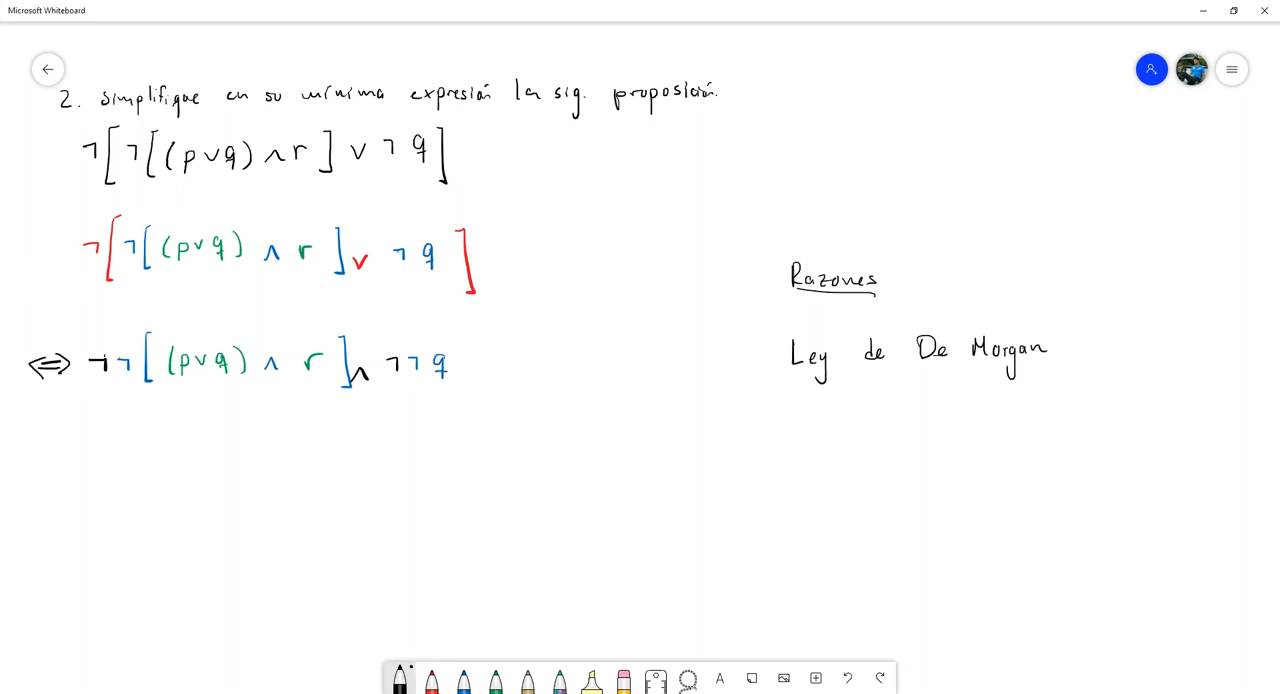 Microsoft Whiteboard
2. simplifique en su mínima expresión la sig. proposición.
¬[¬[(p∨q)∧r]∨¬q]
¬[¬[(p∨q)∧r]∨¬q]
Razones
⇔ ¬¬[(p∨q)∧r]∧¬¬q
Ley de De Morgan